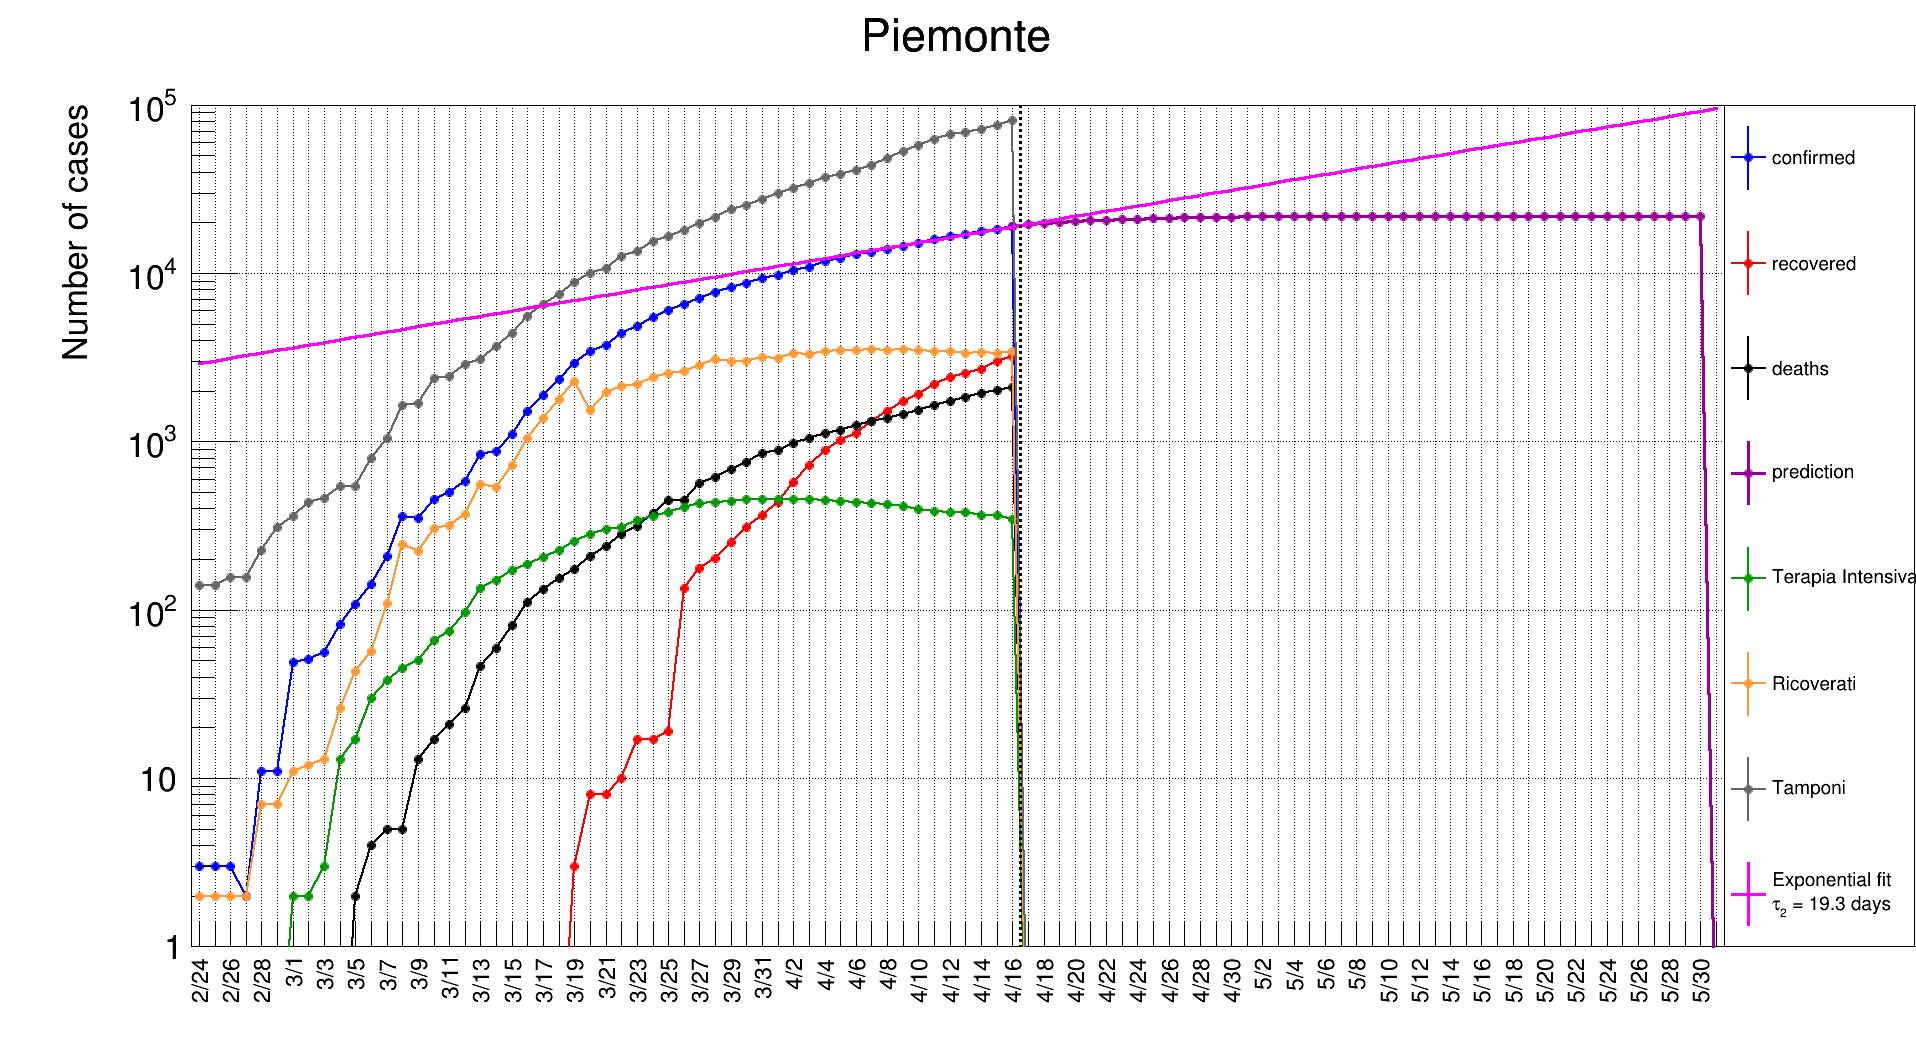 Piemonte
Number of cases
10^5
10^4
10^3
10^2
10
1
2/24 2/26 2/28 3/1 3/3 3/5 3/7 3/9 3/11 3/13 3/15 3/17 3/19 3/21 3/23 3/25 3/27 3/29 3/31 4/2 4/4 4/6 4/8 4/10 4/12 4/14 4/16 4/18 4/20 4/22 4/24 4/26 4/28 4/30 5/2 5/4 5/6 5/8 5/10 5/12 5/14 5/16 5/18 5/20 5/22 5/24 5/26 5/28 5/30
confirmed
recovered
deaths
prediction
Terapia Intensiva
Ricoverati
Tamponi
Exponential fit
τ₂ = 19.3 days